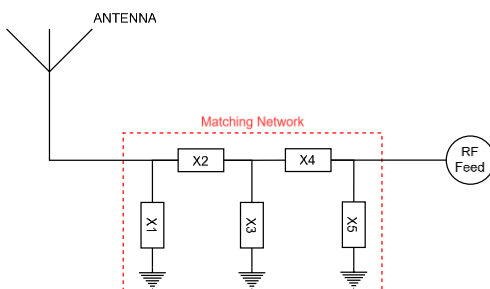 ANTENNA
Matching Network
X2
X4
RF
Feed
X1
X3
X5